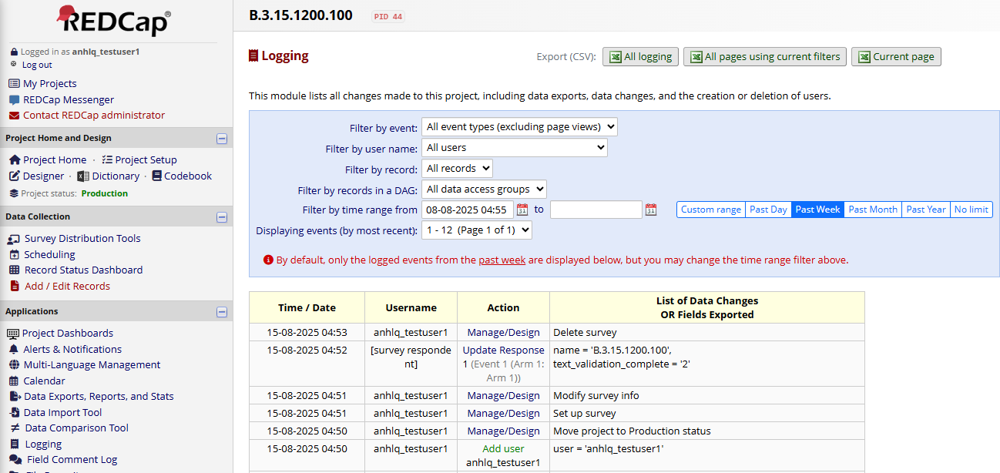 REDCap®
Logged in as anhlq_testuser1
Log out
My Projects
REDCap Messenger
Contact REDCap administrator
Project Home and Design
Project Home · Project Setup
Designer · Dictionary · Codebook
Project status: Production
Data Collection
Survey Distribution Tools
Scheduling
Record Status Dashboard
Add / Edit Records
Applications
Project Dashboards
Alerts & Notifications
Multi-Language Management
Calendar
Data Exports, Reports, and Stats
Data Import Tool
Data Comparison Tool
Logging
Field Comment Log
B.3.15.1200.100 PID 44
Logging
Export (CSV): All logging All pages using current filters Current page
This module lists all changes made to this project, including data exports, data changes, and the creation or deletion of users.
Filter by event: All event types (excluding page views)
Filter by user name: All users
Filter by record: All records
Filter by records in a DAG: All data access groups
Filter by time range from 08-08-2025 04:55 31 to 31 Custom range Past Day Past Week Past Month Past Year No limit
Displaying events (by most recent): 1 - 12 (Page 1 of 1)
By default, only the logged events from the past week are displayed below, but you may change the time range filter above.
Time / Date Username Action List of Data Changes
OR Fields Exported
15-08-2025 04:53 anhlq_testuser1 Manage/Design Delete survey
15-08-2025 04:52 [survey responde Update Response name = 'B.3.15.1200.100',
nt] 1 (Event 1 (Arm 1: text_validation_complete = '2'
Arm 1))
15-08-2025 04:51 anhlq_testuser1 Manage/Design Modify survey info
15-08-2025 04:51 anhlq_testuser1 Manage/Design Set up survey
15-08-2025 04:50 anhlq_testuser1 Manage/Design Move project to Production status
15-08-2025 04:50 anhlq_testuser1 Add user user = 'anhlq_testuser1'
anhlq_testuser1